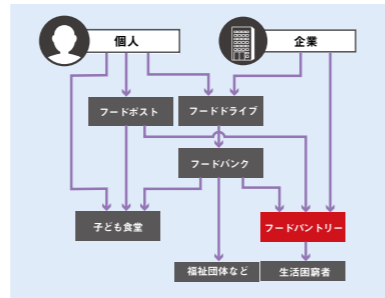 個人
企業
フードポスト
フードドライブ
フードバンク
子ども食堂
フードパントリー
福祉団体など
生活困窮者